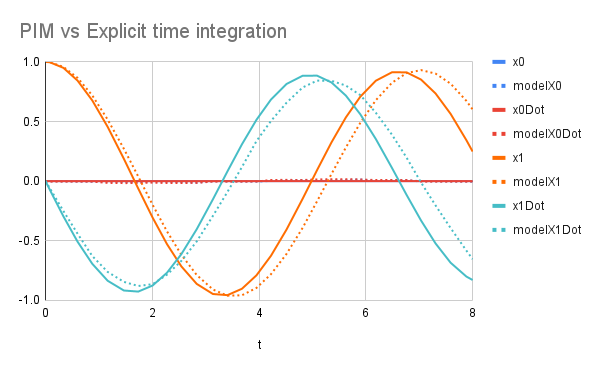 PIM vs Explicit time integration
1.0
0.5
0.0
-0.5
-1.0
0
2
4
6
8
t
x0
modelX0
x0Dot
modelX0Dot
x1
modelX1
x1Dot
modelX1Dot